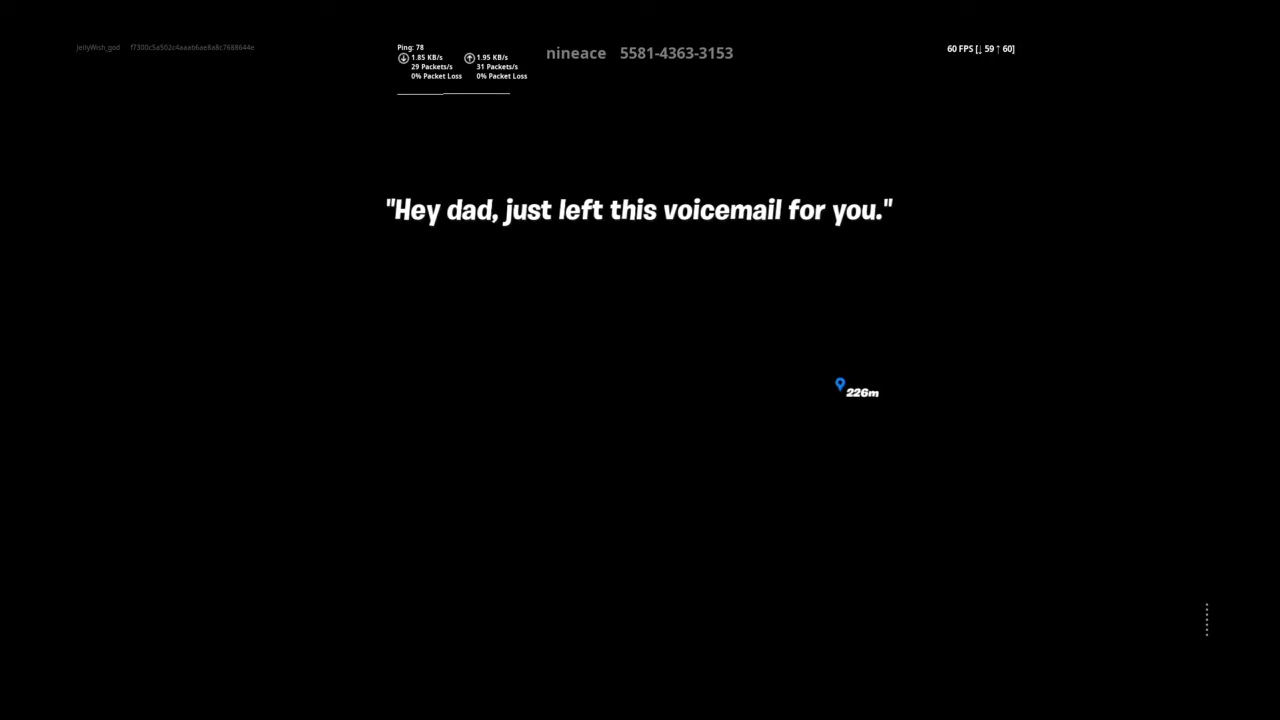 JellyWish_god f7300c5a502c4aaab6ae8a8c7688644e
Ping: 78
1.85 KB/s 1.95 KB/s
29 Packets/s 31 Packets/s
0% Packet Loss 0% Packet Loss
nineace 5581-4363-3153
60 FPS [↓ 59 ↑ 60]
"Hey dad, just left this voicemail for you."
226m